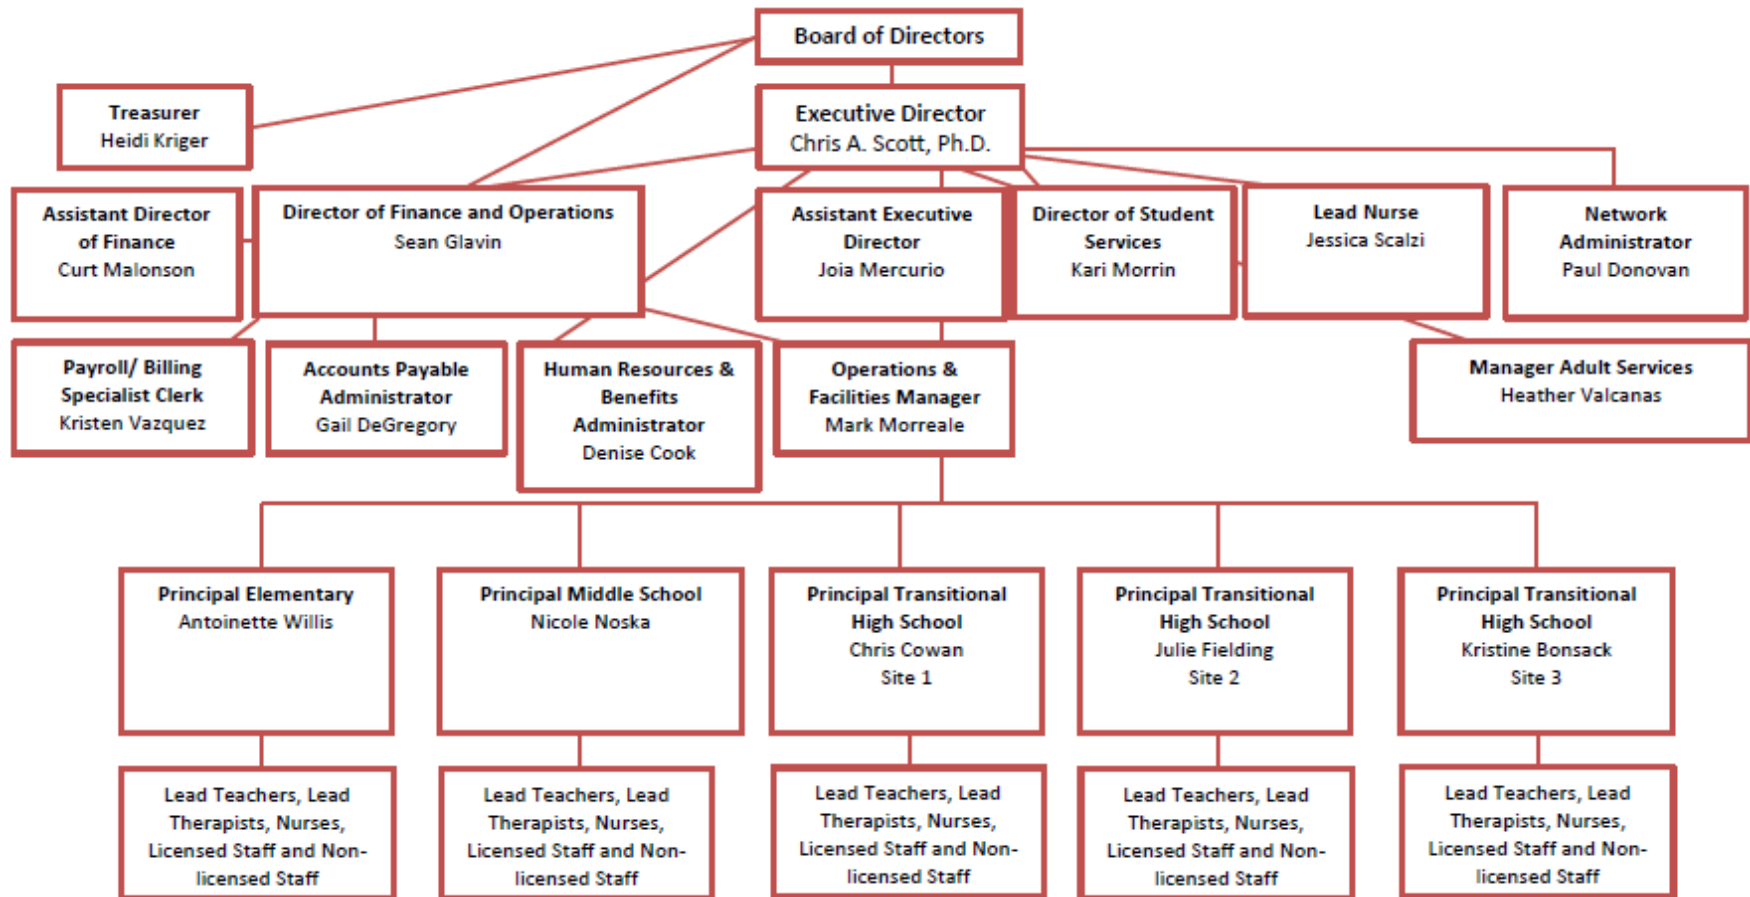 Board of Directors
Treasurer
Heidi Kriger
Executive Director
Chris A. Scott, Ph.D.
Assistant Director
of Finance
Curt Malonson
Director of Finance and Operations
Sean Glavin
Assistant Executive
Director
Joia Mercurio
Director of Student
Services
Kari Morrin
Lead Nurse
Jessica Scalzi
Network
Administrator
Paul Donovan
Payroll/ Billing
Specialist Clerk
Kristen Vazquez
Accounts Payable
Administrator
Gail DeGregory
Human Resources &
Benefits
Administrator
Denise Cook
Operations &
Facilities Manager
Mark Morreale
Manager Adult Services
Heather Valcanas
Principal Elementary
Antoinette Willis
Principal Middle School
Nicole Noska
Principal Transitional
High School
Chris Cowan
Site 1
Principal Transitional
High School
Julie Fielding
Site 2
Principal Transitional
High School
Kristine Bonsack
Site 3
Lead Teachers, Lead
Therapists, Nurses,
Licensed Staff and Non-
licensed Staff
Lead Teachers, Lead
Therapists, Nurses,
Licensed Staff and Non-
licensed Staff
Lead Teachers, Lead
Therapists, Nurses,
Licensed Staff and Non-
licensed Staff
Lead Teachers, Lead
Therapists, Nurses,
Licensed Staff and Non-
licensed Staff
Lead Teachers, Lead
Therapists, Nurses,
Licensed Staff and Non-
licensed Staff